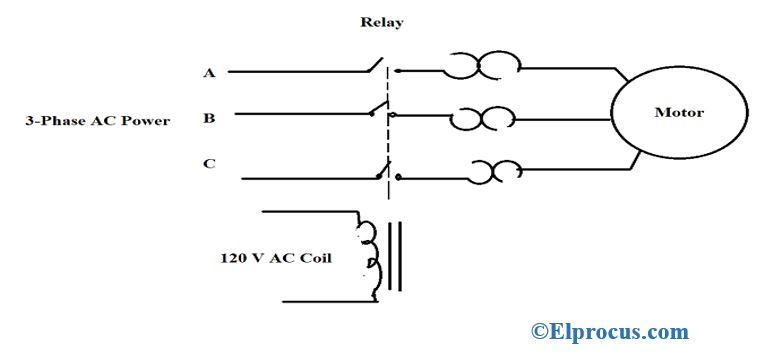 Relay
A
3-Phase AC Power
B
Motor
C
120 V AC Coil
©Elprocus.com